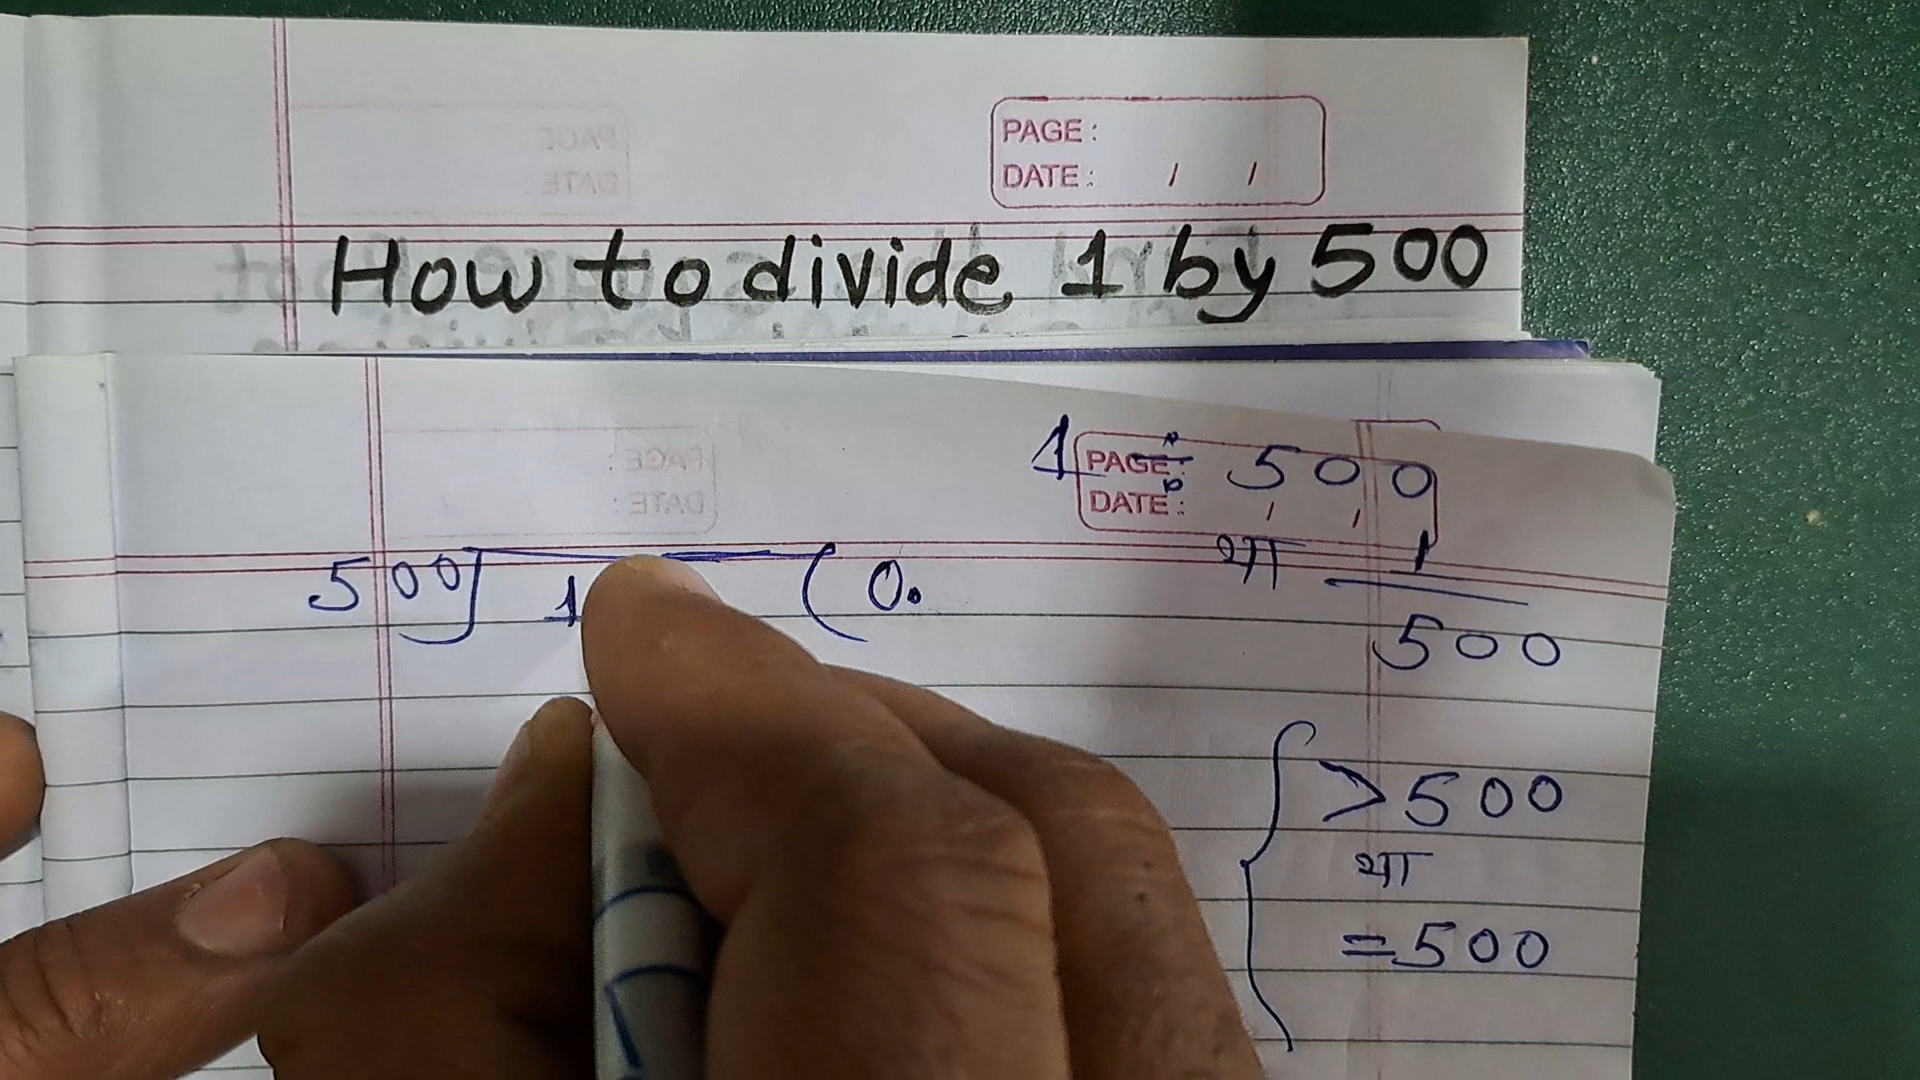 PAGE :
DATE : / /
How to divide 1 by 500
PAGE :
DATE : / /
1 ÷ 500
या 1
500
500 1 ( 0.
>500
या
=500